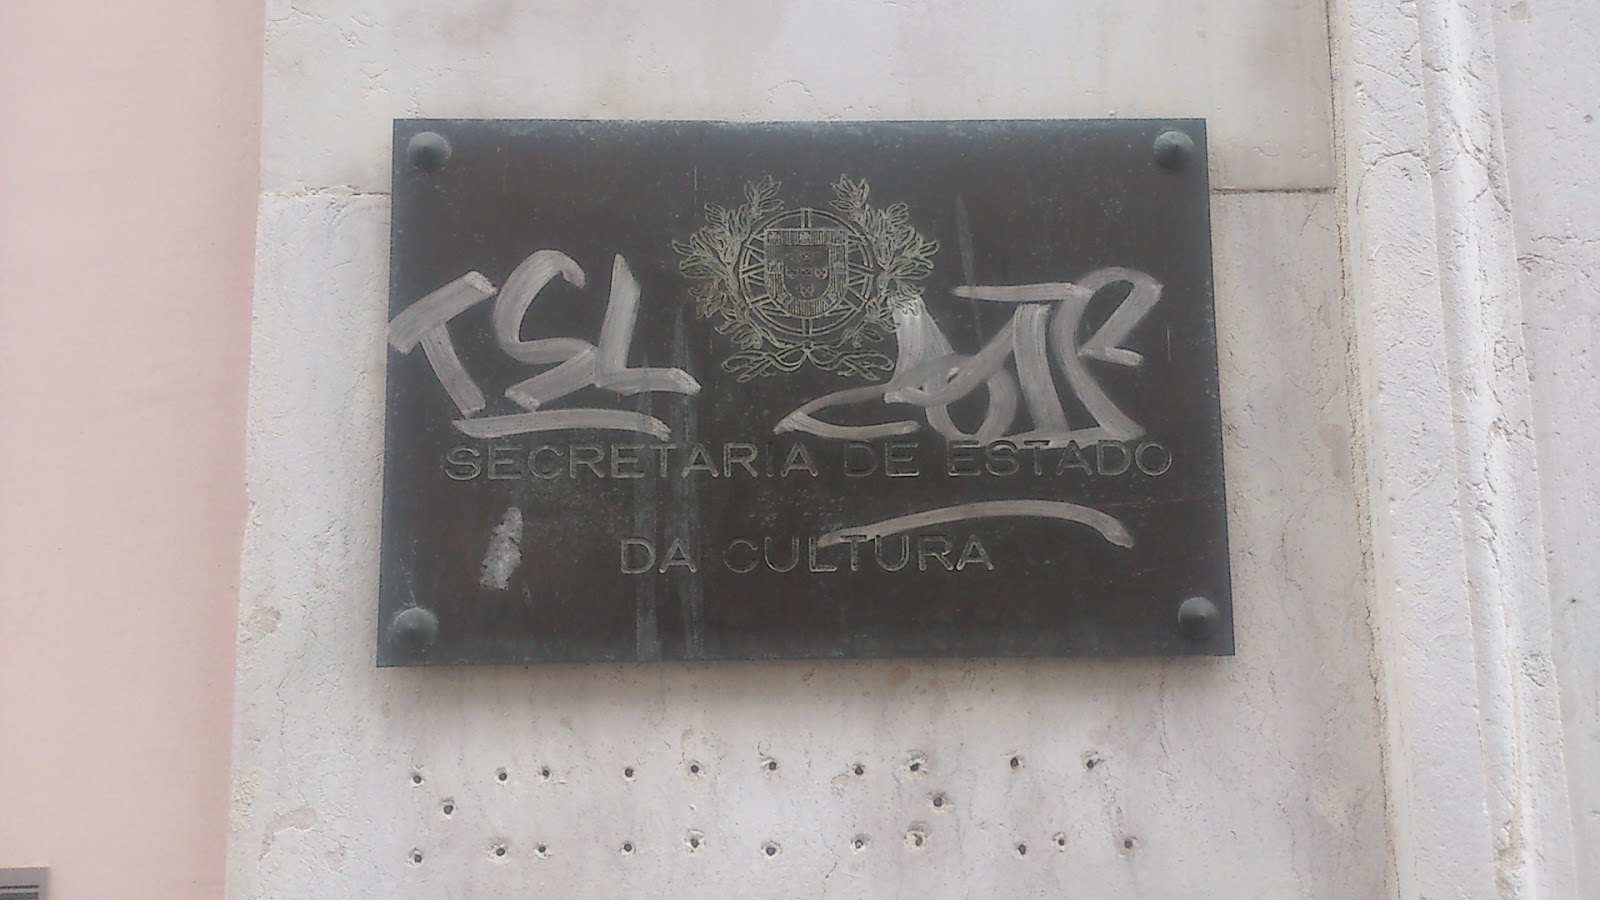 TSL
SECRETARIA DE ESTADO
DA CULTURA